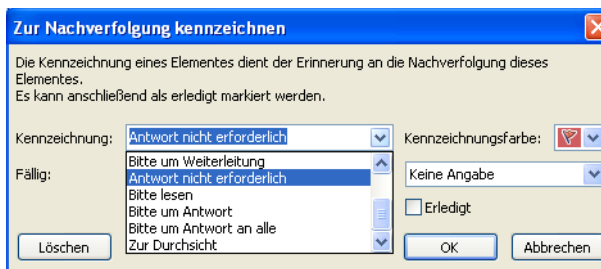 Zur Nachverfolgung kennzeichnen
Die Kennzeichnung eines Elementes dient der Erinnerung an die Nachverfolgung dieses
Elementes.
Es kann anschließend als erledigt markiert werden.
Kennzeichnung: Antwort nicht erforderlich Kennzeichnungsfarbe:
Bitte um Weiterleitung
Fällig: Antwort nicht erforderlich Keine Angabe
Bitte lesen
Bitte um Antwort Erledigt
Bitte um Antwort an alle
Löschen Zur Durchsicht OK Abbrechen